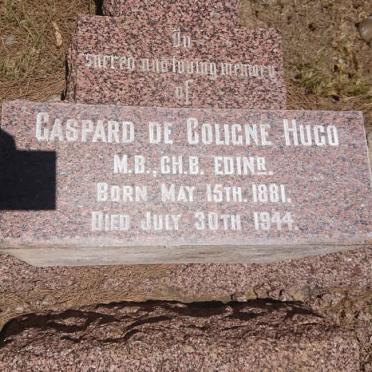 In
sacred and loving memory
of
GASPARD DE COLIGNE HUGO
M.B., CH.B. EDINR.
BORN MAY 15TH. 1881.
DIED JULY 30TH 1944.